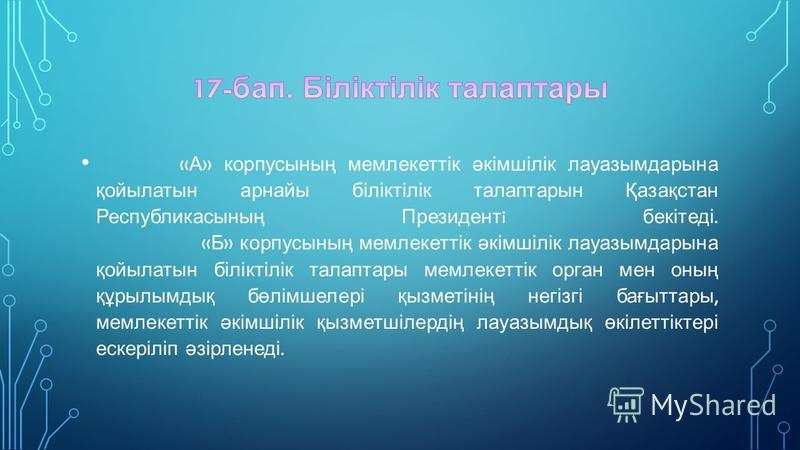 17-бап. Біліктілік талаптары
• «А» корпусының мемлекеттік әкімшілік лауазымдарына
қойылатын арнайы біліктілік талаптарын Қазақстан
Республикасының Президенті бекітеді.
«Б» корпусының мемлекеттік әкімшілік лауазымдарына
қойылатын біліктілік талаптары мемлекеттік орган мен оның
құрылымдық бөлімшелері қызметінің негізгі бағыттары,
мемлекеттік әкімшілік қызметшілердің лауазымдық өкілеттіктері
ескеріліп әзірленеді.
MyShared